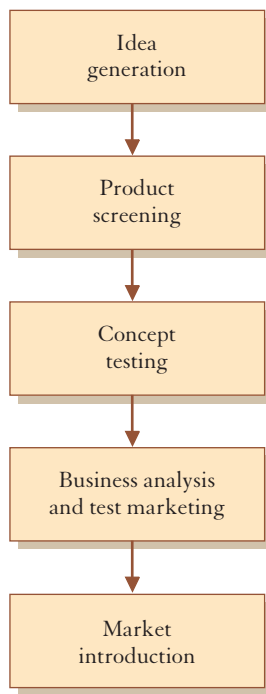 Idea
generation
Product
screening
Concept
testing
Business analysis
and test marketing
Market
introduction